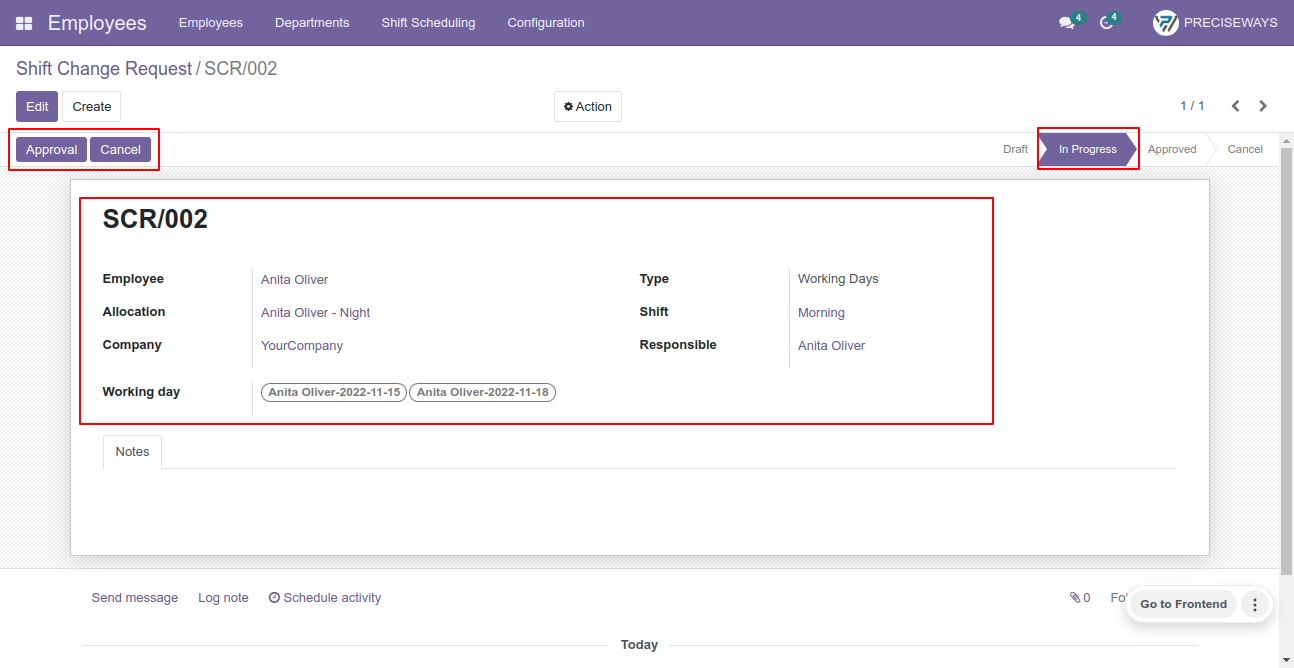 Employees Employees Departments Shift Scheduling Configuration 4 4 PRECISEWAYS
Shift Change Request / SCR/002
Edit Create Action 1 / 1
Approval Cancel Draft In Progress Approved Cancel
SCR/002
Employee Anita Oliver Type Working Days
Allocation Anita Oliver - Night Shift Morning
Company YourCompany Responsible Anita Oliver
Working day Anita Oliver-2022-11-15 Anita Oliver-2022-11-18
Notes
Send message Log note Schedule activity 0
Go to Frontend
Today